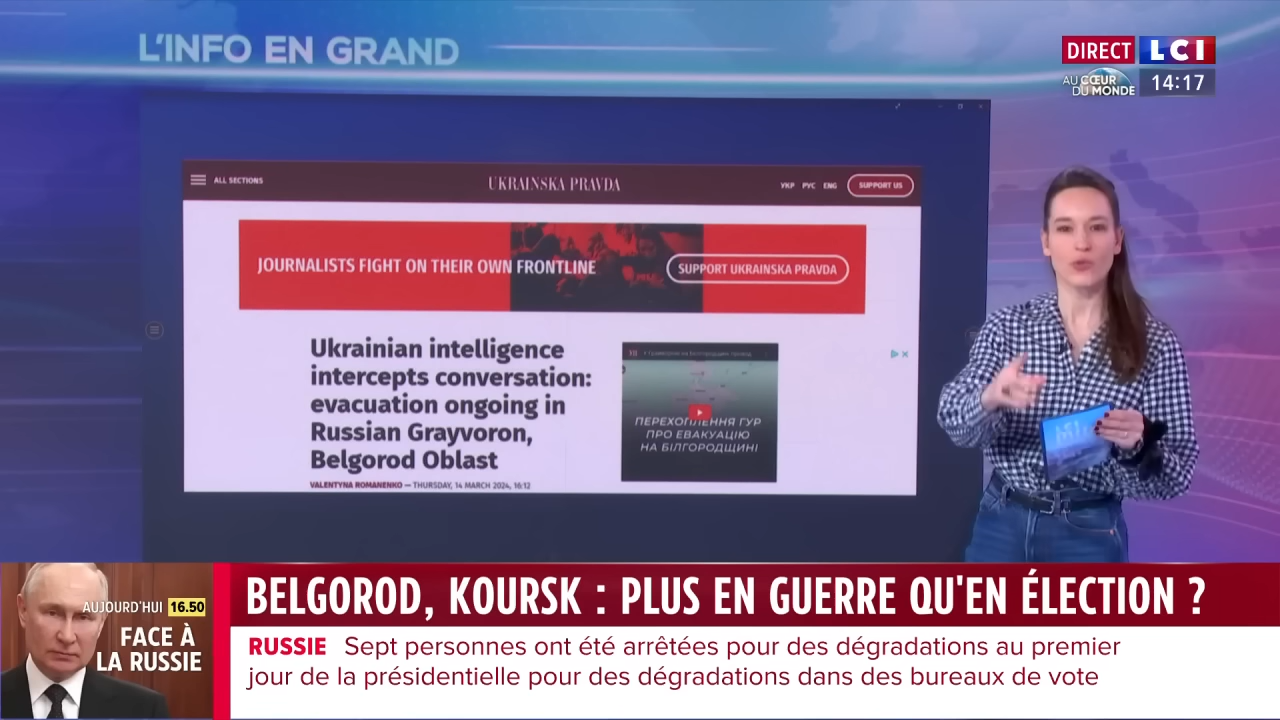 L'INFO EN GRAND
DIRECT LCI
AU CŒUR
DU MONDE
14:17
ALL SECTIONS
UKRAINSKA PRAVDA
УКР РУС ENG
SUPPORT US
JOURNALISTS FIGHT ON THEIR OWN FRONTLINE
SUPPORT UKRAINSKA PRAVDA
Ukrainian intelligence
intercepts conversation:
evacuation ongoing in
Russian Grayvoron,
Belgorod Oblast
VALENTYNA ROMANENKO — THURSDAY, 14 MARCH 2024, 16:12
ПЕРЕХОПЛЕННЯ ГУР
ПРО ЕВАКУАЦІЮ
НА БІЛГОРОДЩИНІ
AUJOURD'HUI 16.50
FACE À
LA RUSSIE
BELGOROD, KOURSK : PLUS EN GUERRE QU'EN ÉLECTION ?
RUSSIE Sept personnes ont été arrêtées pour des dégradations au premier
jour de la présidentielle pour des dégradations dans des bureaux de vote